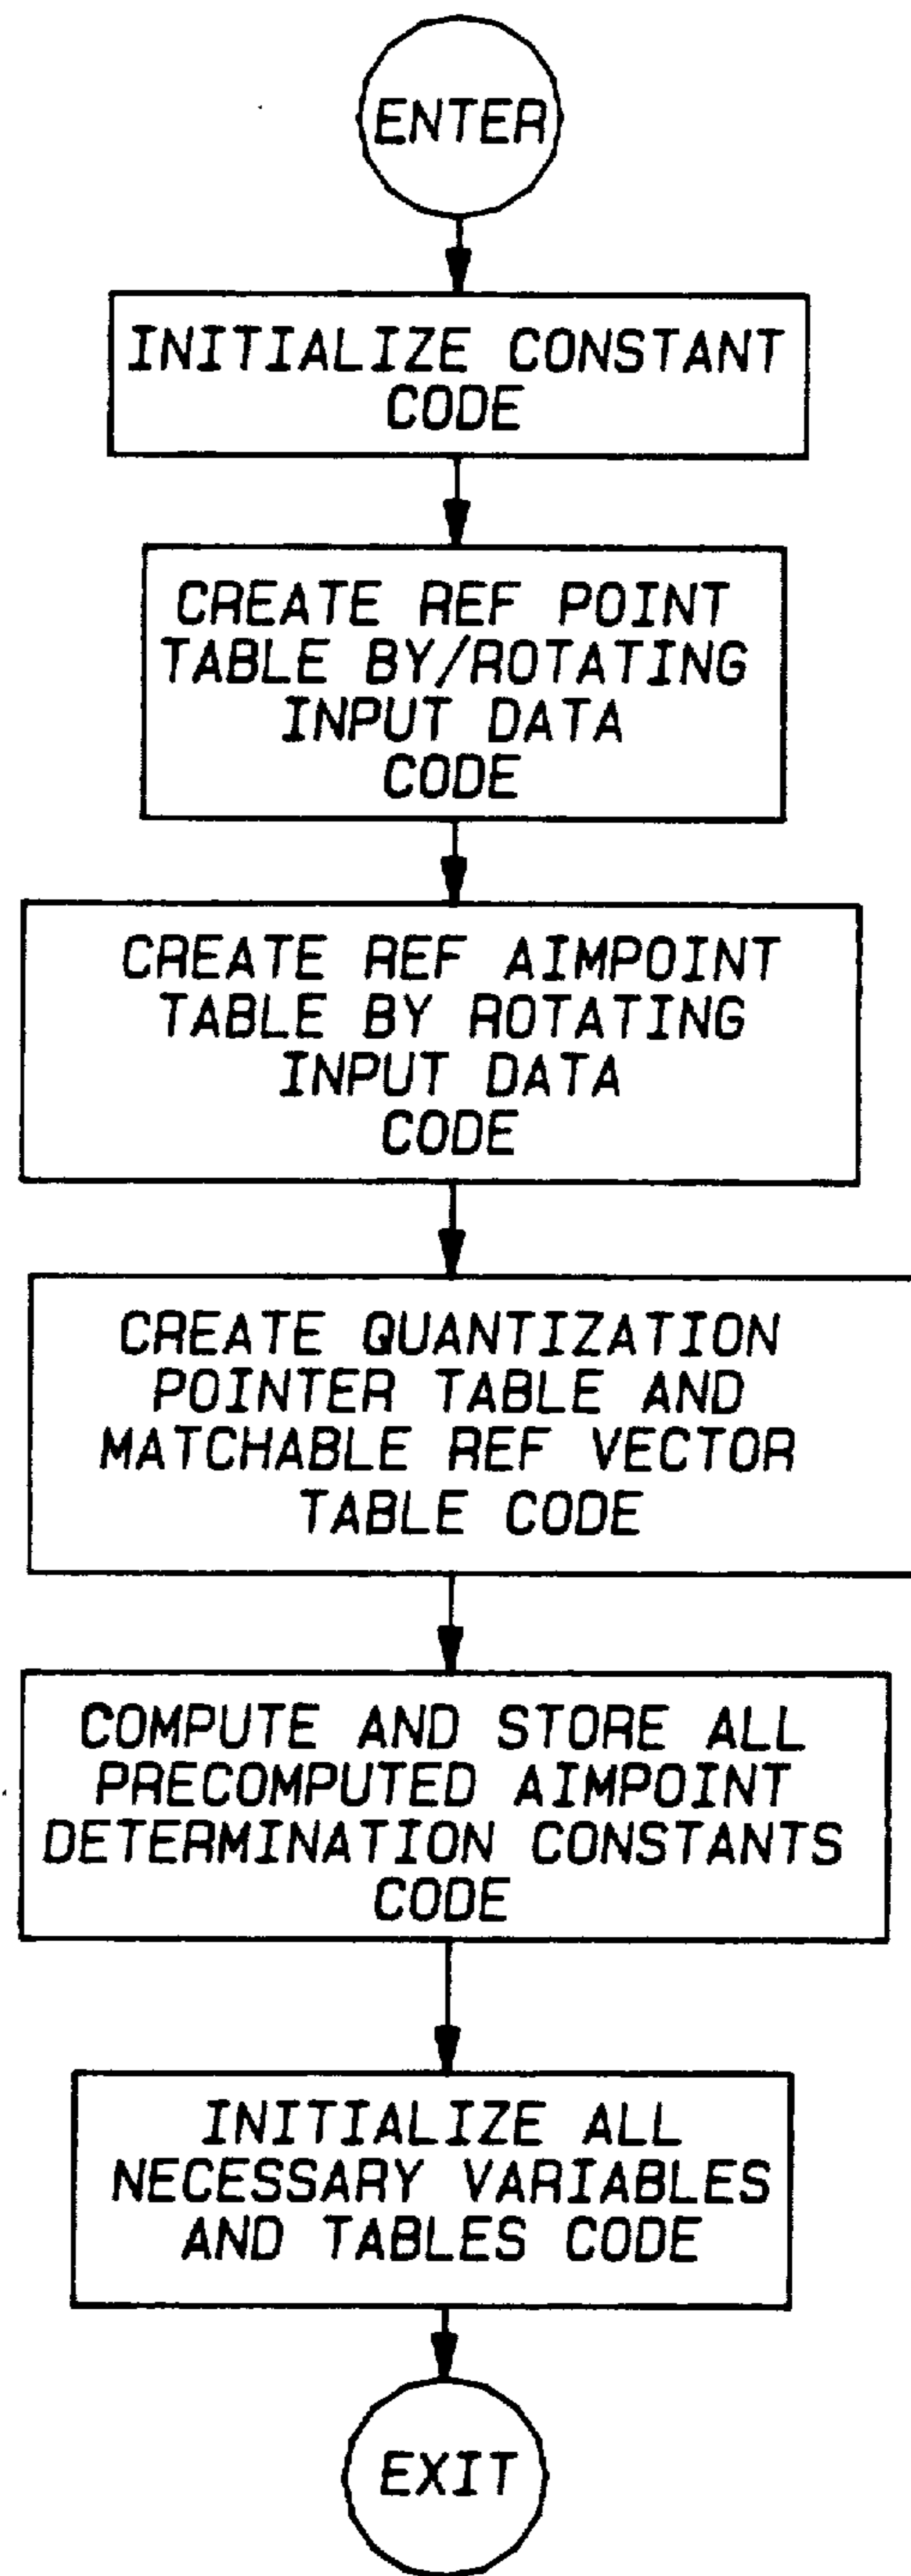 ENTER
INITIALIZE CONSTANT
CODE
CREATE REF POINT
TABLE BY/ROTATING
INPUT DATA
CODE
CREATE REF AIMPOINT
TABLE BY ROTATING
INPUT DATA
CODE
CREATE QUANTIZATION
POINTER TABLE AND
MATCHABLE REF VECTOR
TABLE CODE
COMPUTE AND STORE ALL
PRECOMPUTED AIMPOINT
DETERMINATION CONSTANTS
CODE
INITIALIZE ALL
NECESSARY VARIABLES
AND TABLES CODE
EXIT